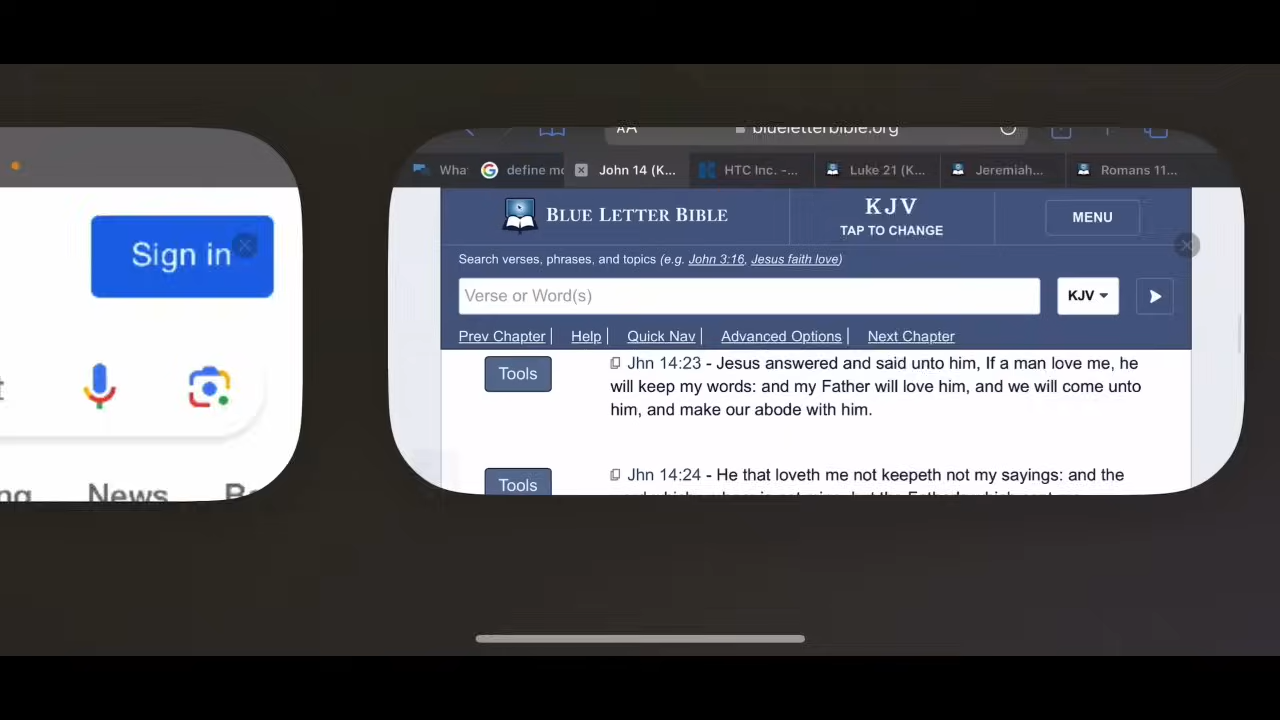 Sign in
News
AA
blueletterbible.org
Wha
define mo
John 14 (K...
HTC Inc. -...
Luke 21 (K...
Jeremiah...
Romans 11...
BLUE LETTER BIBLE
KJV
TAP TO CHANGE
MENU
Search verses, phrases, and topics (e.g. John 3:16, Jesus faith love)
Verse or Word(s)
KJV
Prev Chapter
Help
Quick Nav
Advanced Options
Next Chapter
Tools
Jhn 14:23 - Jesus answered and said unto him, If a man love me, he
will keep my words: and my Father will love him, and we will come unto
him, and make our abode with him.
Tools
Jhn 14:24 - He that loveth me not keepeth not my sayings: and the